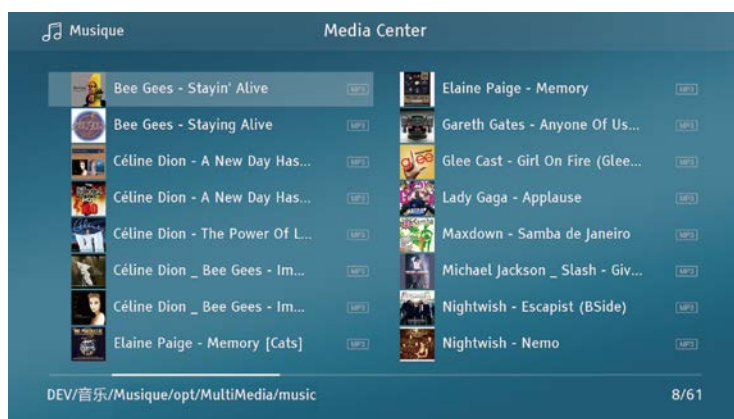 Musique
Media Center
Bee Gees - Stayin' Alive MP3
Bee Gees - Staying Alive MP3
Céline Dion - A New Day Has... MP3
Céline Dion - A New Day Has... MP3
Céline Dion - The Power Of L... MP3
Céline Dion _ Bee Gees - Im... MP3
Céline Dion _ Bee Gees - Im... MP3
Elaine Paige - Memory [Cats] MP3
Elaine Paige - Memory MP3
Gareth Gates - Anyone Of Us... MP3
Glee Cast - Girl On Fire (Glee... MP3
Lady Gaga - Applause MP3
Maxdown - Samba de Janeiro MP3
Michael Jackson _ Slash - Giv... MP3
Nightwish - Escapist (BSide) MP3
Nightwish - Nemo MP3
DEV/音乐/Musique/opt/MultiMedia/music
8/61